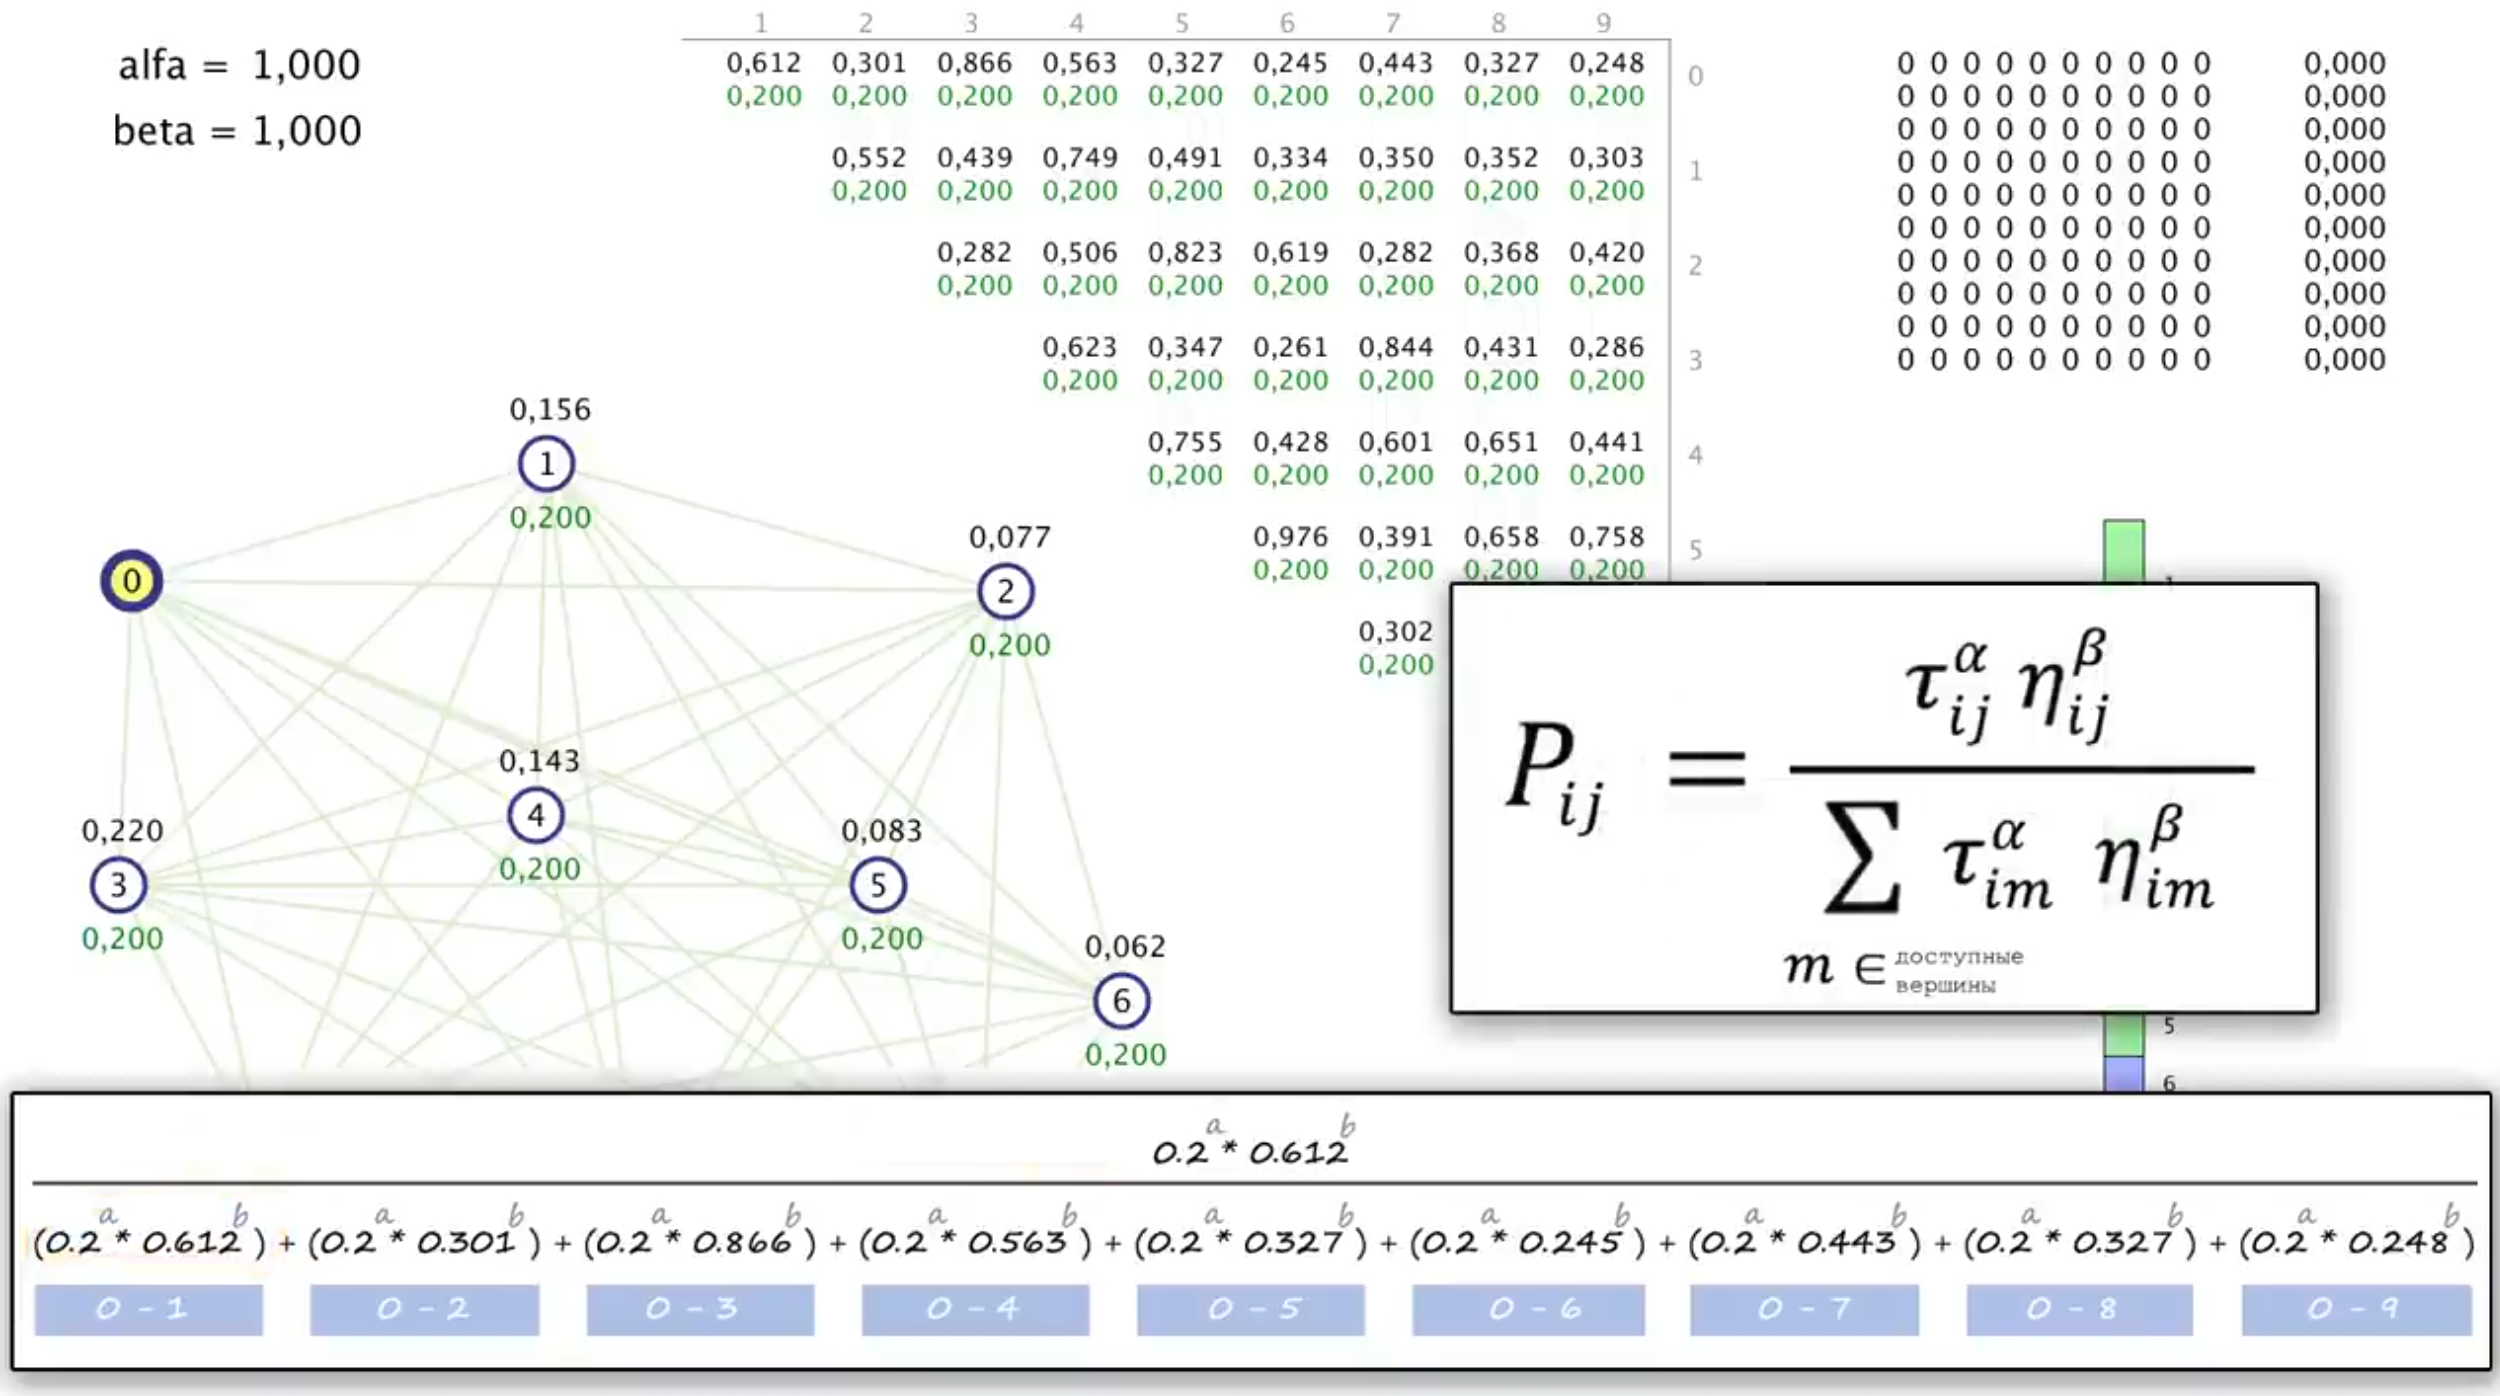 alfa = 1,000
beta = 1,000
1 2 3 4 5 6 7 8 9
0,612 0,301 0,866 0,563 0,327 0,245 0,443 0,327 0,248
0
0,200 0,200 0,200 0,200 0,200 0,200 0,200 0,200 0,200
0,552 0,439 0,749 0,491 0,334 0,350 0,352 0,303
1
0,200 0,200 0,200 0,200 0,200 0,200 0,200 0,200
0,282 0,506 0,823 0,619 0,282 0,368 0,420
2
0,200 0,200 0,200 0,200 0,200 0,200 0,200
0,623 0,347 0,261 0,844 0,431 0,286
3
0,200 0,200 0,200 0,200 0,200 0,200
0,755 0,428 0,601 0,651 0,441
4
0,200 0,200 0,200 0,200 0,200
0,976 0,391 0,658 0,758
5
0,200 0,200 0,200 0,200
0,302
0,200
0 0 0 0 0 0 0 0 0 0 0,000
0 0 0 0 0 0 0 0 0 0 0,000
0 0 0 0 0 0 0 0 0 0 0,000
0 0 0 0 0 0 0 0 0 0 0,000
0 0 0 0 0 0 0 0 0 0 0,000
0 0 0 0 0 0 0 0 0 0 0,000
0 0 0 0 0 0 0 0 0 0 0,000
0 0 0 0 0 0 0 0 0 0 0,000
0 0 0 0 0 0 0 0 0 0 0,000
0 0 0 0 0 0 0 0 0 0 0,000
0,156
1
0,200
0
0,077
2
0,200
0,143
4
0,200
0,220
3
0,200
0,083
5
0,200
0,062
6
0,200
τ_ij^α η_ij^β
P_ij =
∑ τ_im^α η_im^β
m ∈ доступные
вершины
5
6
0.2^a * 0.612^b
(0.2^a * 0.612^b) + (0.2^a * 0.301^b) + (0.2^a * 0.866^b) + (0.2^a * 0.563^b) + (0.2^a * 0.327^b) + (0.2^a * 0.245^b) + (0.2^a * 0.443^b) + (0.2^a * 0.327^b) + (0.2^a * 0.248^b)
0 - 1 0 - 2 0 - 3 0 - 4 0 - 5 0 - 6 0 - 7 0 - 8 0 - 9